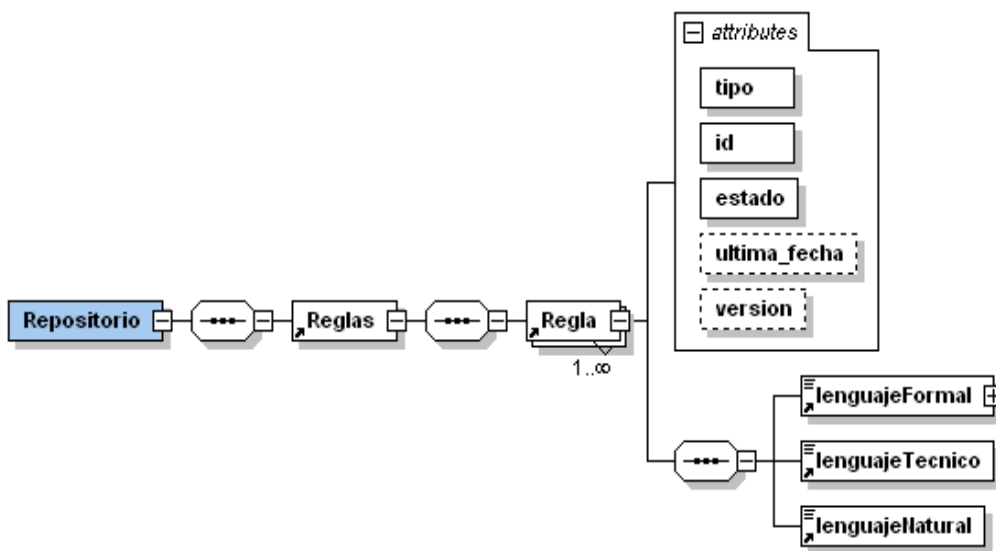 attributes
tipo
id
estado
ultima_fecha
version
Repositorio
Reglas
Regla
1..∞
lenguajeFormal
lenguajeTecnico
lenguajeNatural